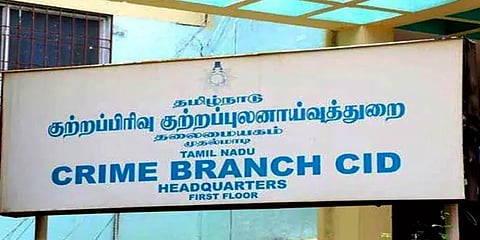 தமிழ்நாடு
குற்றப்பிரிவு குற்றப்புலனாய்வுத்துறை
தலைமையகம்
முதல்மாடி
TAMIL NADU
CRIME BRANCH CID
HEADQUARTERS
FIRST FLOOR